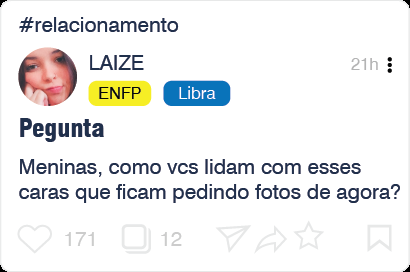 #relacionamento
LAIZE
21h
ENFP Libra
Pegunta
Meninas, como vcs lidam com esses
caras que ficam pedindo fotos de agora?
171 12